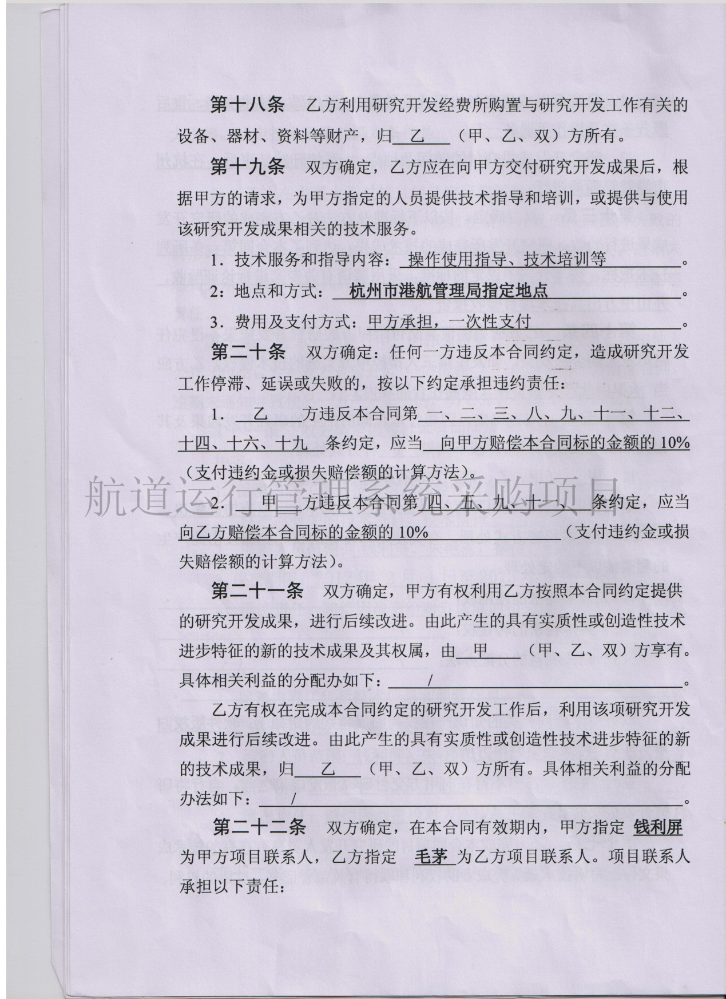 第十八条 乙方利用研究开发经费所购置与研究开发工作有关的
设备、器材、资料等财产，归 乙 （甲、乙、双）方所有。
第十九条 双方确定，乙方应在向甲方交付研究开发成果后，根
据甲方的请求，为甲方指定的人员提供技术指导和培训，或提供与使用
该研究开发成果相关的技术服务。
1．技术服务和指导内容： 操作使用指导、技术培训等 。
2：地点和方式： 杭州市港航管理局指定地点 。
3．费用及支付方式：甲方承担，一次性支付 。
第二十条 双方确定：任何一方违反本合同约定，造成研究开发
工作停滞、延误或失败的，按以下约定承担违约责任：
1． 乙 方违反本合同第 一、二、三、八、九、十一、十二、
十四、十六、十九 条约定，应当 向甲方赔偿本合同标的金额的 10%
（支付违约金或损失赔偿额的计算方法）。
航道运行管理系统采购项目
2． 甲 方违反本合同第 四、五、九、十一、 条约定，应当
向乙方赔偿本合同标的金额的 10% （支付违约金或损
失赔偿额的计算方法）。
第二十一条 双方确定，甲方有权利用乙方按照本合同约定提供
的研究开发成果，进行后续改进。由此产生的具有实质性或创造性技术
进步特征的新的技术成果及其权属，由 甲 （甲、乙、双）方享有。
具体相关利益的分配办如下： / 。
乙方有权在完成本合同约定的研究开发工作后，利用该项研究开发
成果进行后续改进。由此产生的具有实质性或创造性技术进步特征的新
的技术成果，归 乙 （甲、乙、双）方所有。具体相关利益的分配
办法如下： / 。
第二十二条 双方确定，在本合同有效期内，甲方指定 钱利屏
为甲方项目联系人，乙方指定 毛茅 为乙方项目联系人。项目联系人
承担以下责任：